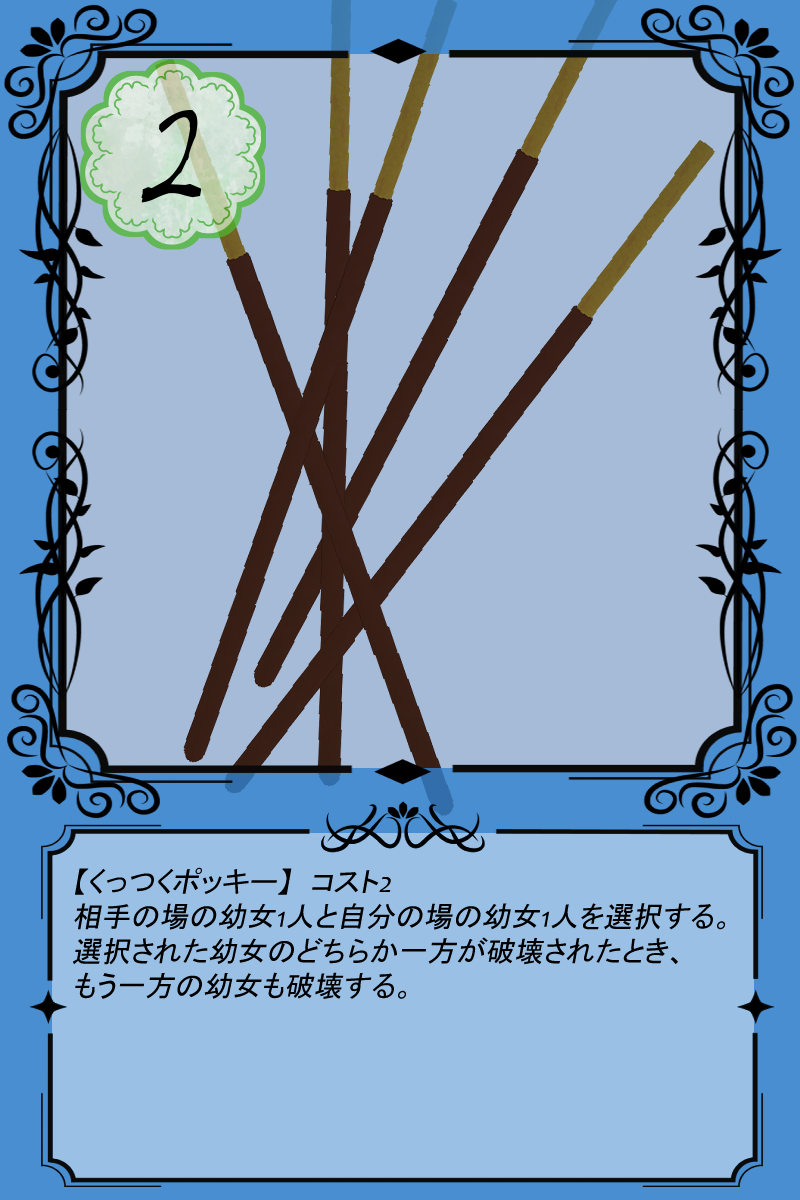 2
【くっつくポッキー】 コスト2
相手の場の幼女1人と自分の場の幼女1人を選択する。
選択された幼女のどちらか一方が破壊されたとき、
もう一方の幼女も破壊する。